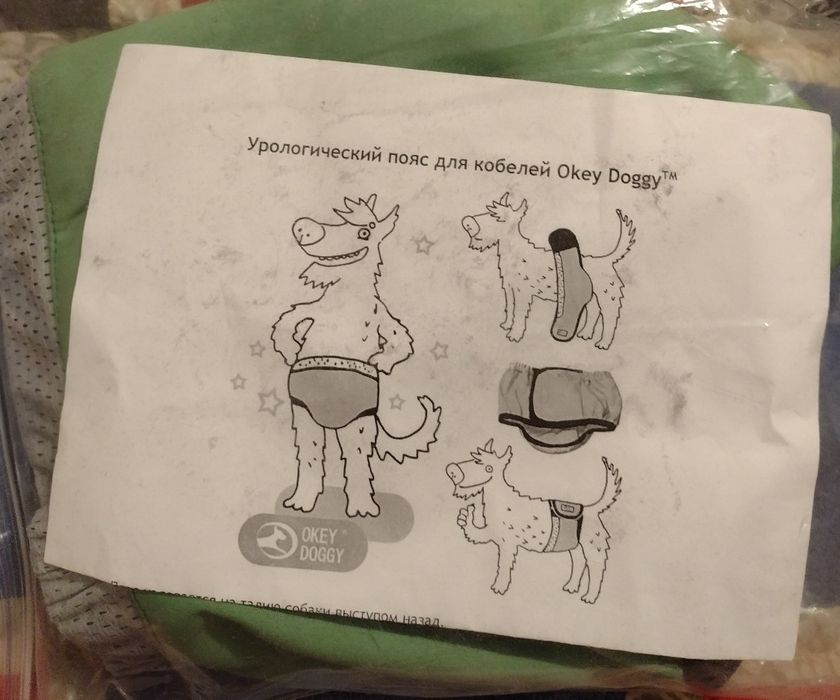 Урологический пояс для кобелей Okey Doggy™
OKEY
DOGGY
на талию собаки выступом назад.